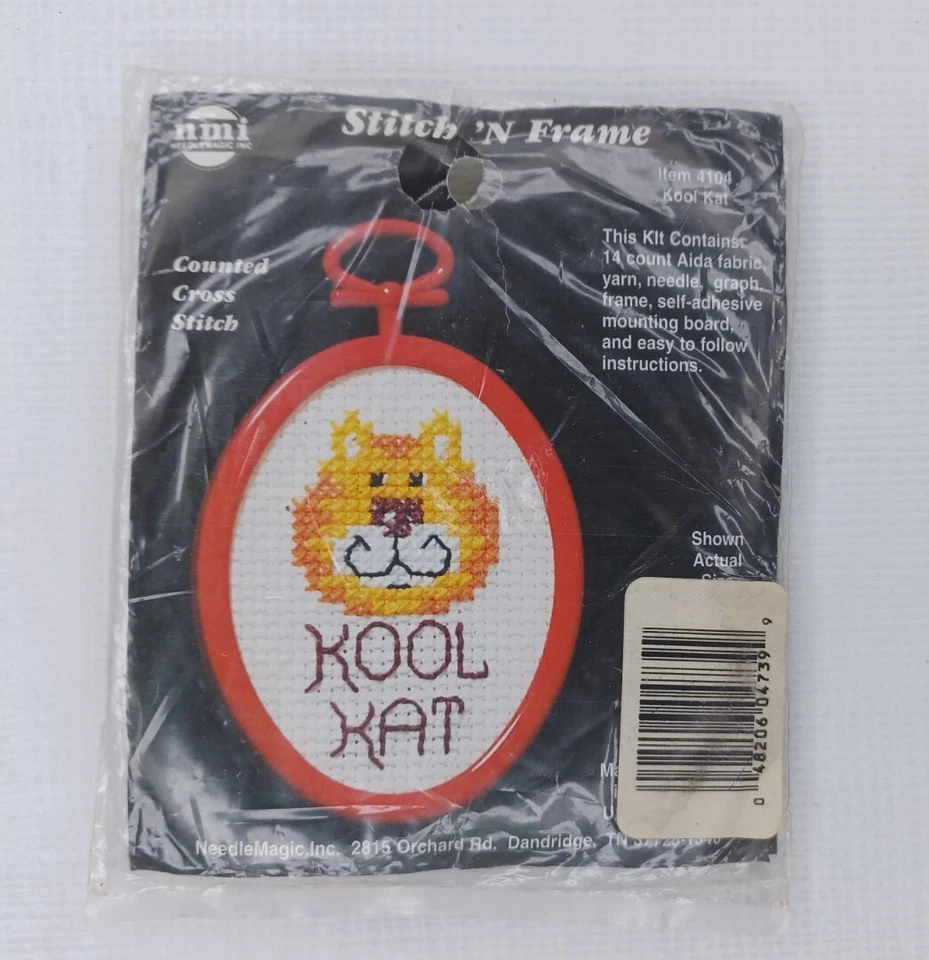 nmi
NEEDLEMAGIC INC
Stitch 'N Frame
Item 4104
Kool Kat
This KIt Contains:
14 count Aida fabric,
yarn, needle, graph,
frame, self-adhesive
mounting board,
and easy to follow
instructions.
Counted
Cross
Stitch
KOOL
KAT
Shown
Actual
0 48206 04739 9
NeedleMagic,Inc. 2815 Orchard Rd. Dandridge, TN